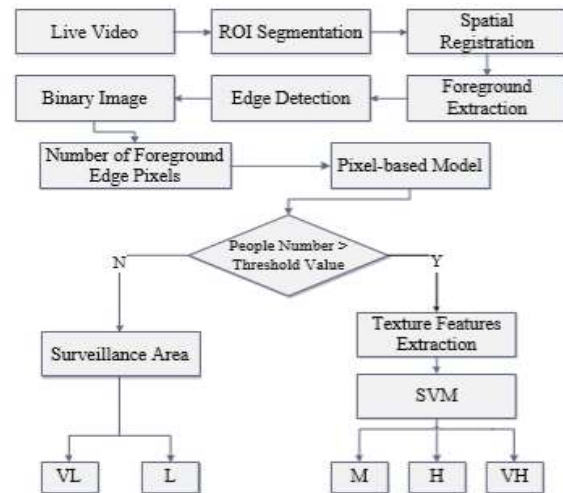 Live Video
ROI Segmentation
Spatial
Registration
Binary Image
Edge Detection
Foreground
Extraction
Number of Foreground
Edge Pixels
Pixel-based Model
People Number >
Threshold Value
N
Y
Surveillance Area
Texture Features
Extraction
SVM
VL
L
M
H
VH